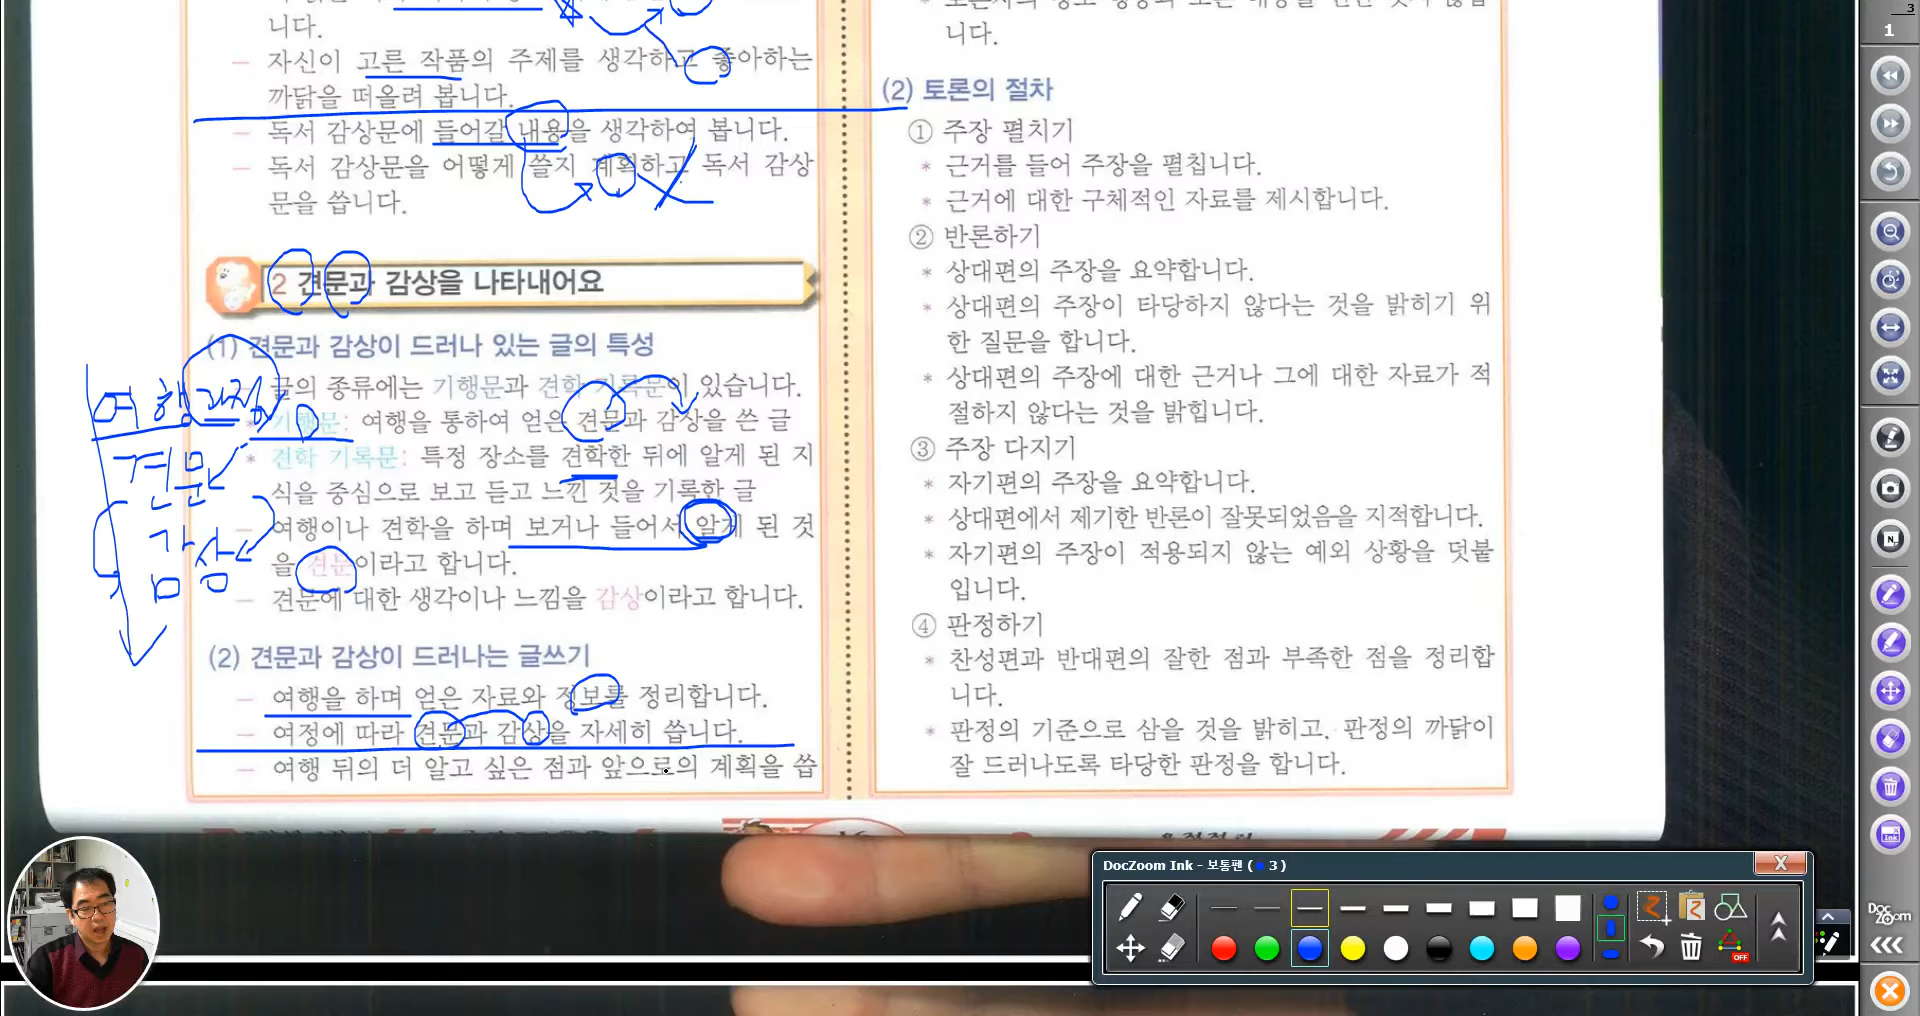 니다.
– 자신이 고른 작품의 주제를 생각하고 좋아하는
까닭을 떠올려 봅니다.
– 독서 감상문에 들어갈 내용을 생각하여 봅니다.
– 독서 감상문을 어떻게 쓸지 계획하고 독서 감상
문을 씁니다.
2 견문과 감상을 나타내어요
(1) 견문과 감상이 드러나 있는 글의 특성
글의 종류에는 기행문과 견학 기록문이 있습니다.
* 기행문: 여행을 통하여 얻은 견문과 감상을 쓴 글
* 견학 기록문: 특정 장소를 견학한 뒤에 알게 된 지
식을 중심으로 보고 듣고 느낀 것을 기록한 글
– 여행이나 견학을 하며 보거나 들어서 알게 된 것
을 견문이라고 합니다.
– 견문에 대한 생각이나 느낌을 감상이라고 합니다.
여행과정
견문
감상
(2) 견문과 감상이 드러나는 글쓰기
– 여행을 하며 얻은 자료와 정보를 정리합니다.
– 여정에 따라 견문과 감상을 자세히 씁니다.
– 여행 뒤의 더 알고 싶은 점과 앞으로의 계획을 씁
니다.
(2) 토론의 절차
① 주장 펼치기
* 근거를 들어 주장을 펼칩니다.
* 근거에 대한 구체적인 자료를 제시합니다.
② 반론하기
* 상대편의 주장을 요약합니다.
* 상대편의 주장이 타당하지 않다는 것을 밝히기 위
한 질문을 합니다.
* 상대편의 주장에 대한 근거나 그에 대한 자료가 적
절하지 않다는 것을 밝힙니다.
③ 주장 다지기
* 자기편의 주장을 요약합니다.
* 상대편에서 제기한 반론이 잘못되었음을 지적합니다.
* 자기편의 주장이 적용되지 않는 예외 상황을 덧붙
입니다.
④ 판정하기
* 찬성편과 반대편의 잘한 점과 부족한 점을 정리합
니다.
* 판정의 기준으로 삼을 것을 밝히고, 판정의 까닭이
잘 드러나도록 타당한 판정을 합니다.
DocZoom Ink - 보통펜 ( 3 )
X
OFF
3
1
N
Ink
Doc
Zoom